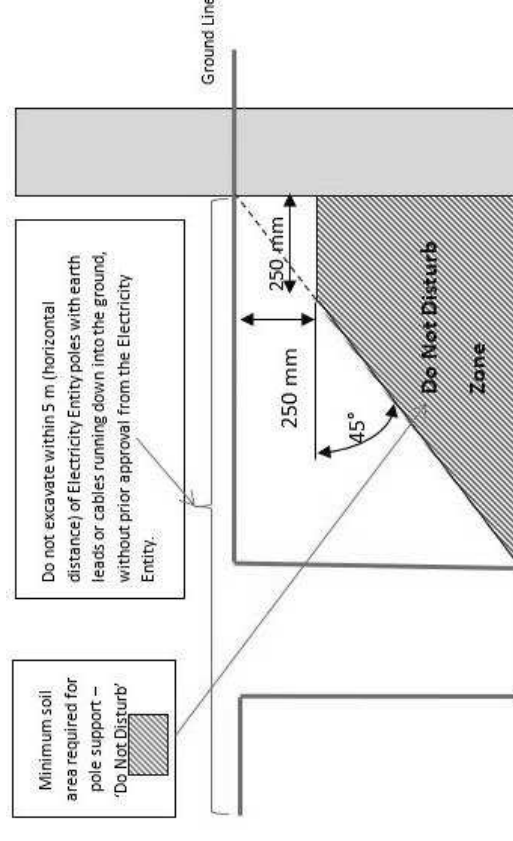 Minimum soil
area required for
pole support –
'Do Not Disturb'
Do not excavate within 5 m (horizontal
distance) of Electricity Entity poles with earth
leads or cables running down into the ground,
without prior approval from the Electricity
Entity.
Ground Line
250 mm
250 mm
45°
Do Not Disturb
Zone